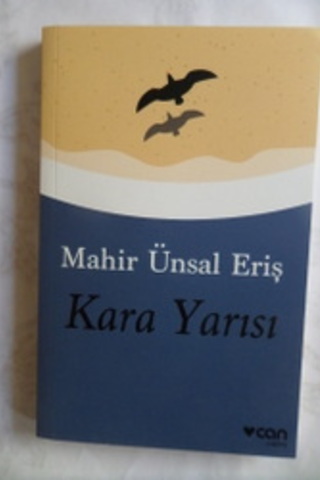 Mahir Ünsal Eriş
Kara Yarısı
can